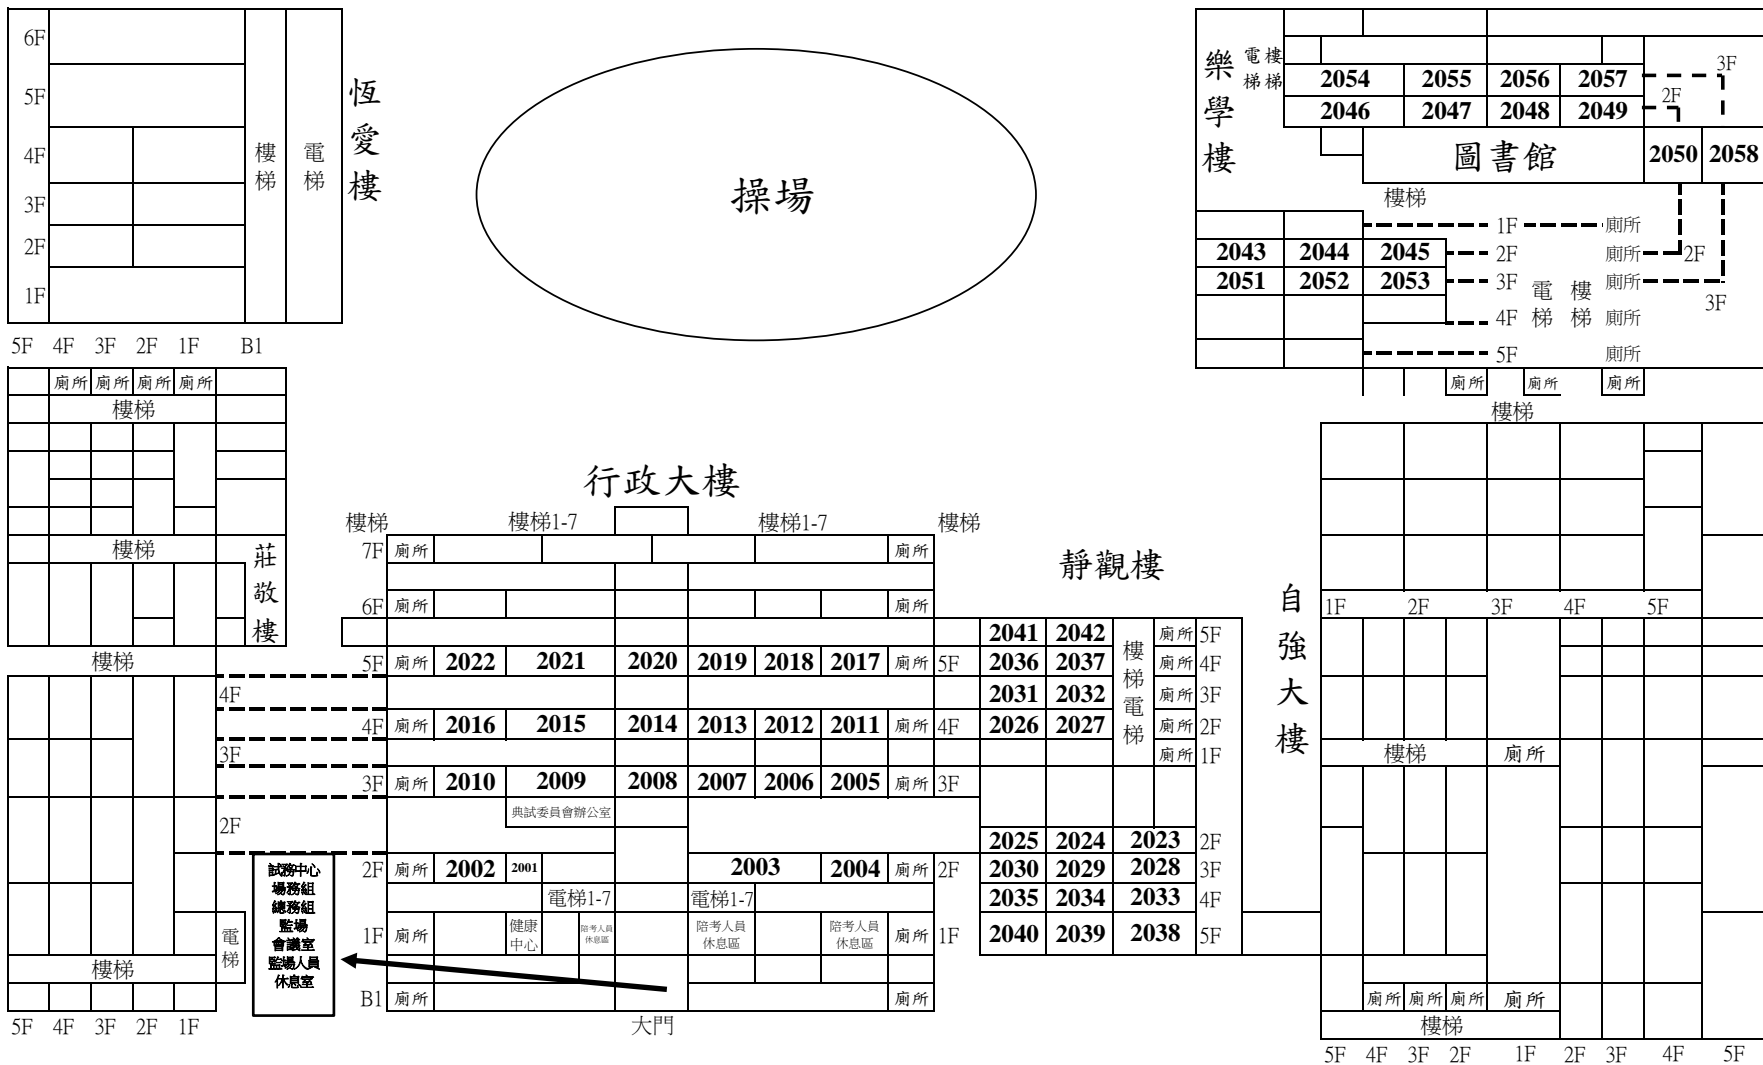 6F
5F
4F
3F
2F
1F
樓梯
電梯
恆愛樓
操場
樂學樓
電梯
樓梯
2054 2055 2056 2057
3F
2046 2047 2048 2049
2F
圖書館
2050 2058
樓梯
1F 廁所
2043 2044 2045 2F 廁所 2F
2051 2052 2053 3F 廁所 3F
電梯
樓梯
4F 廁所
5F 廁所
廁所 廁所 廁所
樓梯
5F 4F 3F 2F 1F B1
廁所 廁所 廁所 廁所
樓梯
樓梯
莊敬樓
樓梯
4F
3F
2F
電梯
樓梯
5F 4F 3F 2F 1F
試務中心
場務組
總務組
監場
會議室
監場人員
休息室
行政大樓
樓梯 樓梯1-7 樓梯1-7 樓梯
7F 廁所 廁所
6F 廁所 廁所
5F 廁所 2022 2021 2020 2019 2018 2017 廁所 5F
4F 廁所 2016 2015 2014 2013 2012 2011 廁所 4F
3F 廁所 2010 2009 2008 2007 2006 2005 廁所 3F
典試委員會辦公室
2F 廁所 2002 2001 2003 2004 廁所 2F
電梯1-7 電梯1-7
1F 廁所 健康中心 陪考人員休息區 陪考人員休息區 陪考人員休息區 廁所 1F
B1 廁所 廁所
大門
靜觀樓
2041 2042 廁所 5F
2036 2037 廁所 4F
2031 2032 廁所 3F
2026 2027 廁所 2F
廁所 1F
樓梯
電梯
2025 2024 2023 2F
2030 2029 2028 3F
2035 2034 2033 4F
2040 2039 2038 5F
自強大樓
1F 2F 3F 4F 5F
樓梯 廁所
廁所 廁所 廁所 廁所
樓梯
5F 4F 3F 2F 1F 2F 3F 4F 5F